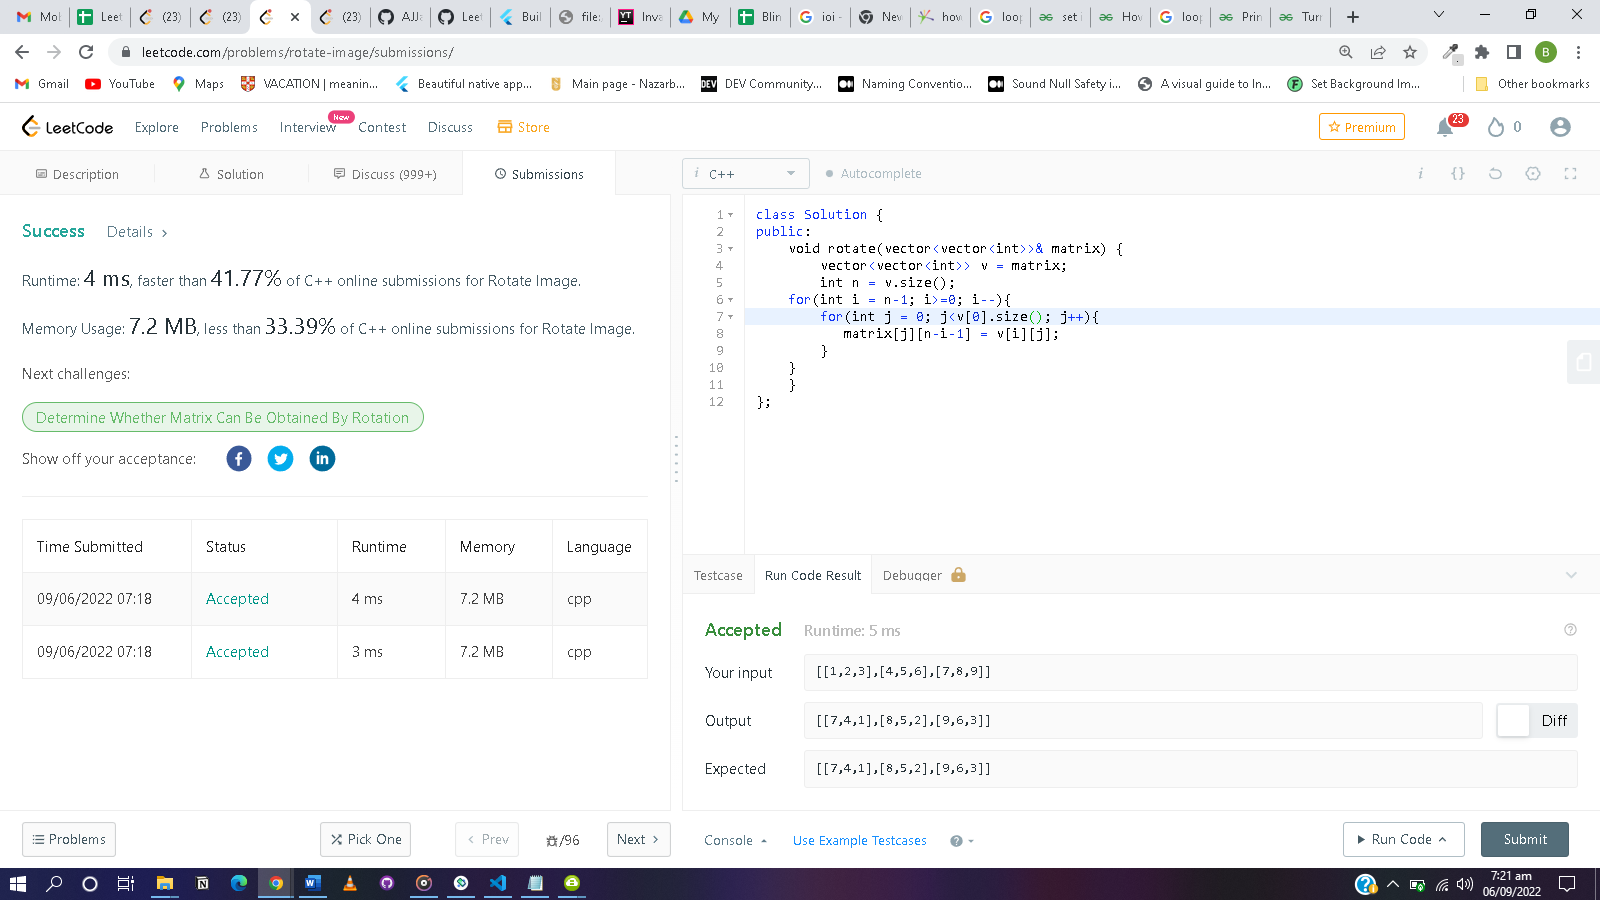 Mol
Leet
(23)
(23)
(23)
AJJa
Leet
Buil
file:
Inva
My
Blin
ioi -
New
how
loop
set i
Hov
loop
Prin
Turn
leetcode.com/problems/rotate-image/submissions/
B
Gmail YouTube Maps VACATION | meanin... Beautiful native app... Main page - Nazarb... DEV Community... Naming Conventio... Sound Null Safety i... A visual guide to In... Set Background Im... Other bookmarks
LeetCode Explore Problems Interview New Contest Discuss Store Premium 23 0
Description Solution Discuss (999+) Submissions
i C++ Autocomplete i {}
Success Details >
Runtime: 4 ms, faster than 41.77% of C++ online submissions for Rotate Image.
Memory Usage: 7.2 MB, less than 33.39% of C++ online submissions for Rotate Image.
Next challenges:
Determine Whether Matrix Can Be Obtained By Rotation
Show off your acceptance:
Time Submitted Status Runtime Memory Language
09/06/2022 07:18 Accepted 4 ms 7.2 MB cpp
09/06/2022 07:18 Accepted 3 ms 7.2 MB cpp
1 class Solution {
2 public:
3 void rotate(vector<vector<int>>& matrix) {
4 vector<vector<int>> v = matrix;
5 int n = v.size();
6 for(int i = n-1; i>=0; i--){
7 for(int j = 0; j<v[0].size(); j++){
8 matrix[j][n-i-1] = v[i][j];
9 }
10 }
11 }
12 };
Testcase Run Code Result Debugger
Accepted Runtime: 5 ms
Your input [[1,2,3],[4,5,6],[7,8,9]]
Output [[7,4,1],[8,5,2],[9,6,3]] Diff
Expected [[7,4,1],[8,5,2],[9,6,3]]
Problems Pick One < Prev /96 Next >
Console Use Example Testcases Run Code Submit
7:21 am
06/09/2022